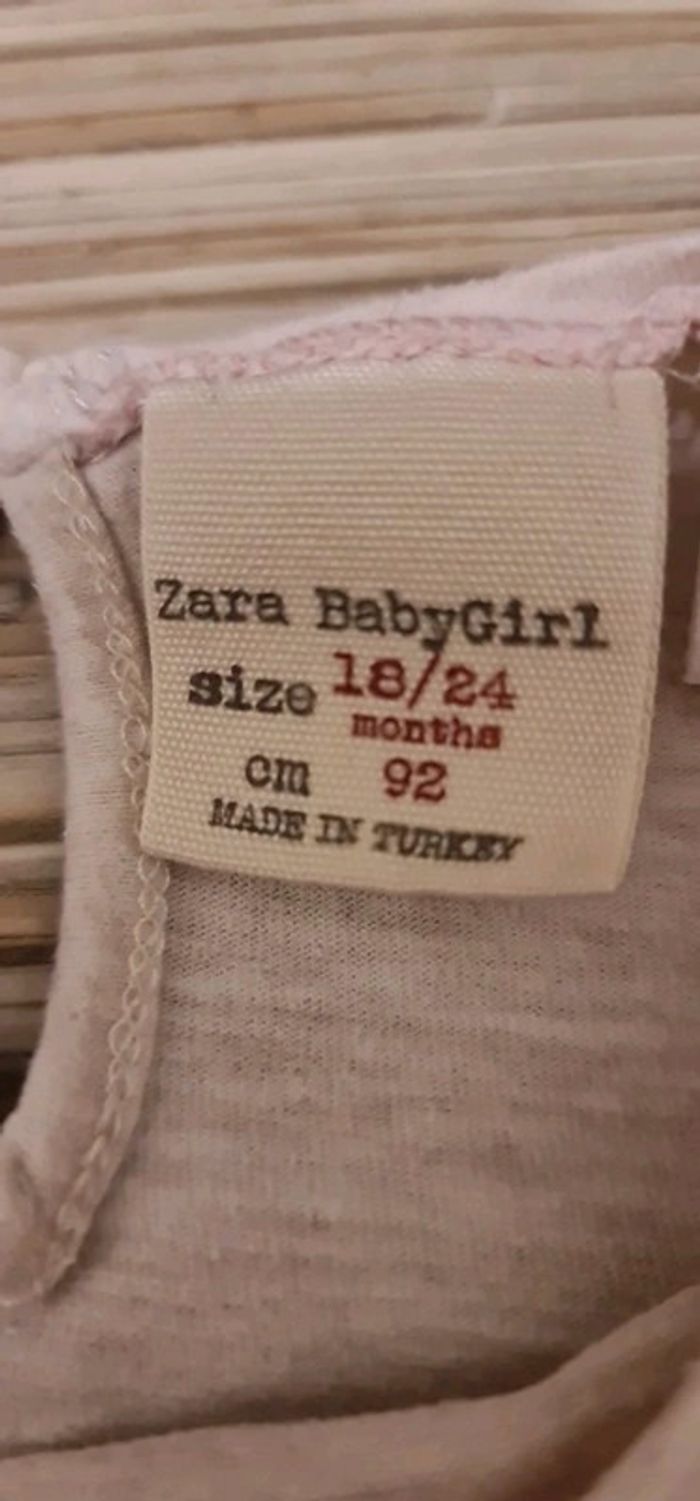 Zara BabyGirl
size 18/24
months
cm 92
MADE IN TURKEY